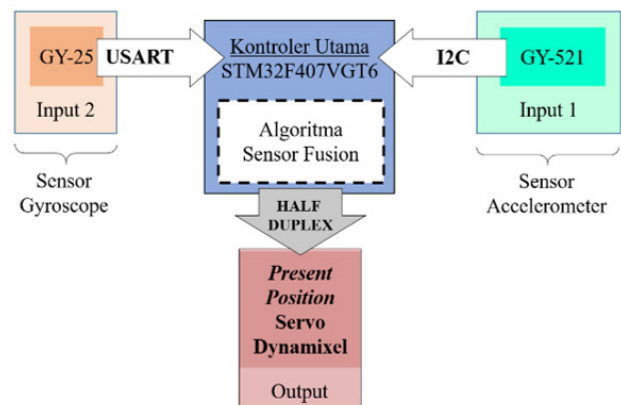 GY-25
USART
Input 2
Sensor
Gyroscope
Kontroler Utama
STM32F407VGT6
Algoritma
Sensor Fusion
I2C
GY-521
Input 1
Sensor
Accelerometer
HALF
DUPLEX
Present
Position
Servo
Dynamixel
Output